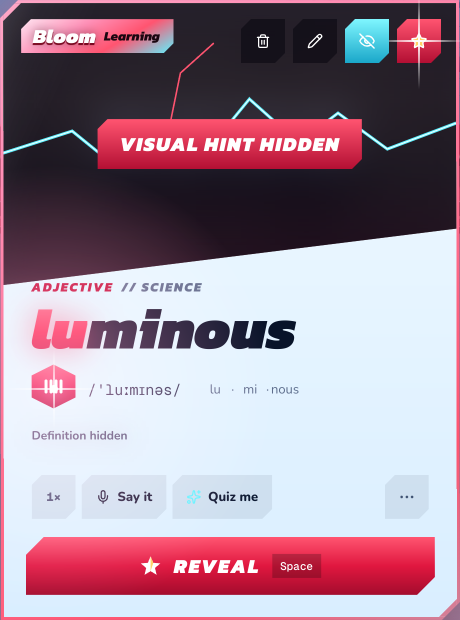 Bloom Learning
VISUAL HINT HIDDEN
ADJECTIVE // SCIENCE
luminous
/ˈluːmɪnəs/ lu · mi · nous
Definition hidden
1× Say it Quiz me ···
REVEAL Space